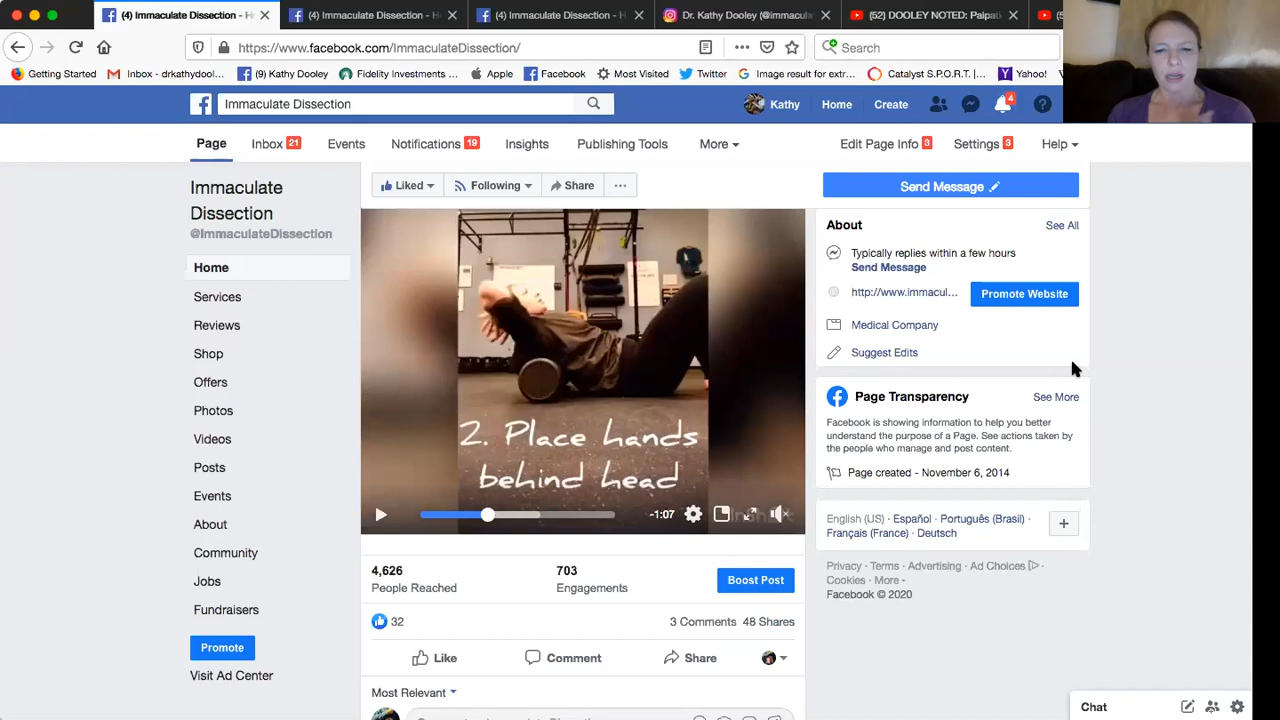 (4) Immaculate Dissection - H
(4) Immaculate Dissection - H
(4) Immaculate Dissection - H
Dr. Kathy Dooley (@immacul
(52) DOOLEY NOTED: Palpati
https://www.facebook.com/ImmaculateDissection/
Search
Getting Started
Inbox - drkathydool...
(9) Kathy Dooley
Fidelity Investments ...
Apple
Facebook
Most Visited
Twitter
Image result for extr...
Catalyst S.P.O.R.T. |...
Yahoo!
Immaculate Dissection
Kathy Home Create 4
Page Inbox 21 Events Notifications 19 Insights Publishing Tools More Edit Page Info 3 Settings 3 Help
Immaculate
Dissection
@ImmaculateDissection
Home
Services
Reviews
Shop
Offers
Photos
Videos
Posts
Events
About
Community
Jobs
Fundraisers
Promote
Visit Ad Center
Liked Following Share ...
2. Place hands
behind head
-1:07
4,626
People Reached
703
Engagements
Boost Post
32
3 Comments 48 Shares
Like Comment Share
Most Relevant
Send Message
About See All
Typically replies within a few hours
Send Message
http://www.immacul...
Promote Website
Medical Company
Suggest Edits
Page Transparency See More
Facebook is showing information to help you better
understand the purpose of a Page. See actions taken by
the people who manage and post content.
Page created - November 6, 2014
English (US) · Español · Português (Brasil) ·
Français (France) · Deutsch
Privacy · Terms · Advertising · Ad Choices ·
Cookies · More
Facebook © 2020
Chat